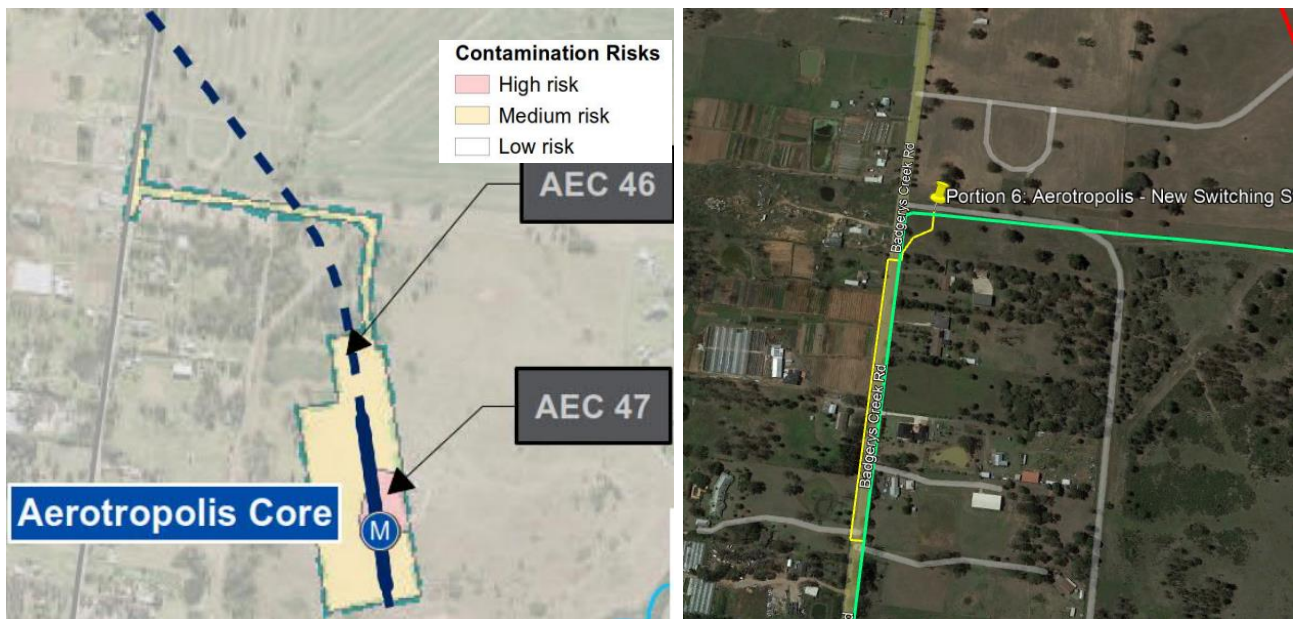 Contamination Risks
High risk
Medium risk
Low risk
AEC 46
AEC 47
Aerotropolis Core
M
Badgerys Creek Rd
Portion 6: Aerotropolis - New Switching S
Badgerys Creek Rd
Rd